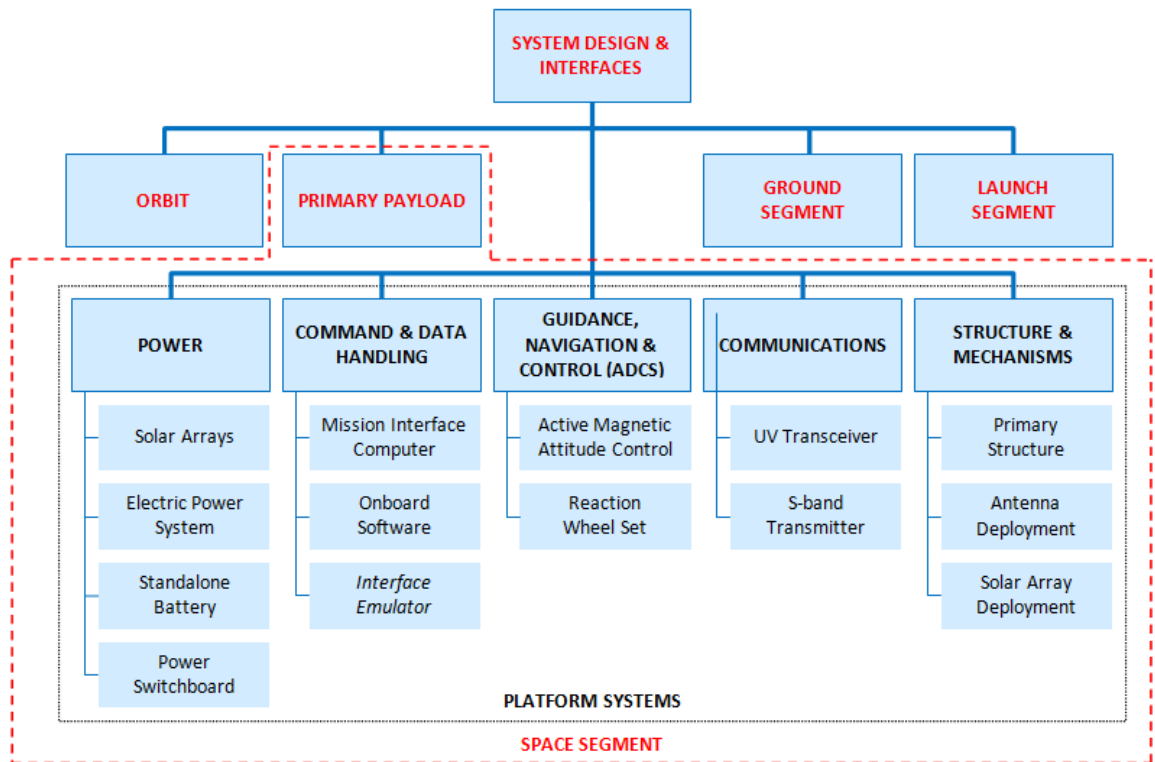 SYSTEM DESIGN &
INTERFACES
ORBIT
PRIMARY PAYLOAD
GROUND
SEGMENT
LAUNCH
SEGMENT
POWER
COMMAND & DATA
HANDLING
GUIDANCE,
NAVIGATION &
CONTROL (ADCS)
COMMUNICATIONS
STRUCTURE &
MECHANISMS
Solar Arrays
Electric Power
System
Standalone
Battery
Power
Switchboard
Mission Interface
Computer
Onboard
Software
Interface
Emulator
Active Magnetic
Attitude Control
Reaction
Wheel Set
UV Transceiver
S-band
Transmitter
Primary
Structure
Antenna
Deployment
Solar Array
Deployment
PLATFORM SYSTEMS
SPACE SEGMENT